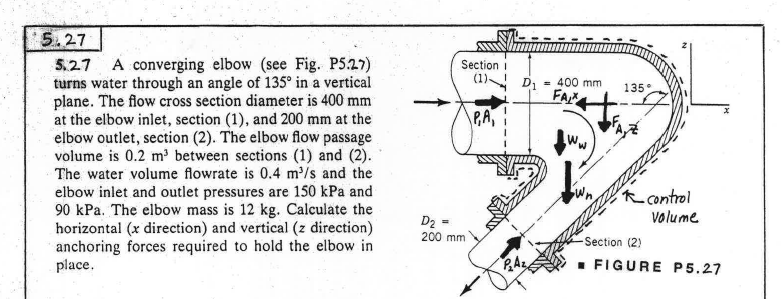 5.27
5.27 A converging elbow (see Fig. P5.27)
turns water through an angle of 135° in a vertical
plane. The flow cross section diameter is 400 mm
at the elbow inlet, section (1), and 200 mm at the
elbow outlet, section (2). The elbow flow passage
volume is 0.2 m³ between sections (1) and (2).
The water volume flowrate is 0.4 m³/s and the
elbow inlet and outlet pressures are 150 kPa and
90 kPa. The elbow mass is 12 kg. Calculate the
horizontal (x direction) and vertical (z direction)
anchoring forces required to hold the elbow in
place.
Section
(1)
D₁ = 400 mm
135°
z
x
F_A,x
P₁A₁
F_A,z
W_w
W_n
control
volume
D₂ =
200 mm
Section (2)
P₂A₂
■ FIGURE P5.27